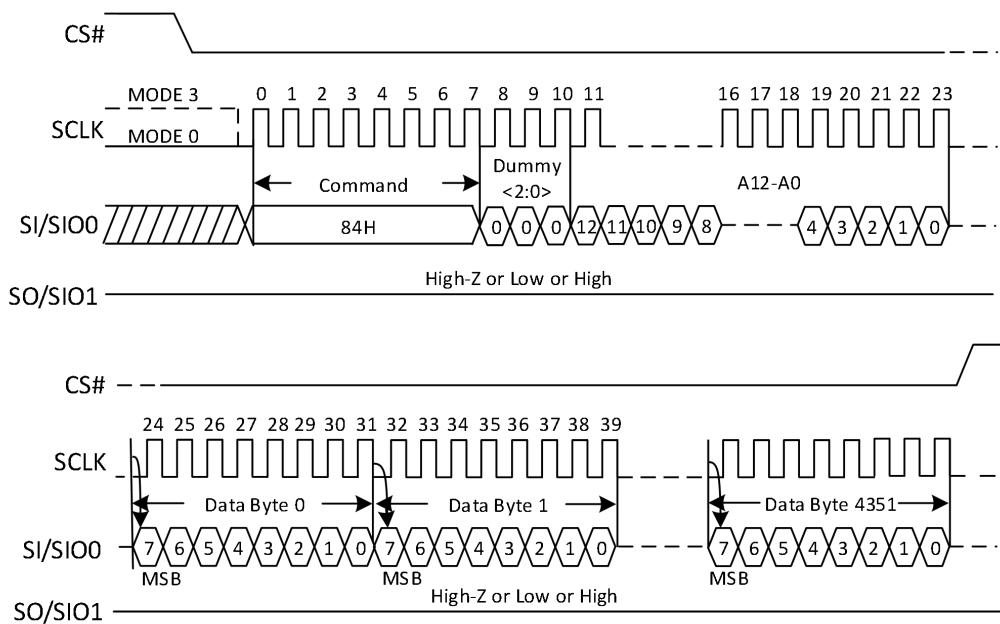 CS#
MODE 3
0 1 2 3 4 5 6 7 8 9 10 11 16 17 18 19 20 21 22 23
SCLK
MODE 0
Command
Dummy
<2:0>
A12-A0
SI/SIO0
84H
0 0 0 12 11 10 9 8 4 3 2 1 0
High-Z or Low or High
SO/SIO1
CS#
24 25 26 27 28 29 30 31 32 33 34 35 36 37 38 39
SCLK
Data Byte 0 Data Byte 1 Data Byte 4351
SI/SIO0
7 6 5 4 3 2 1 0 7 6 5 4 3 2 1 0 7 6 5 4 3 2 1 0
MSB MSB MSB
High-Z or Low or High
SO/SIO1